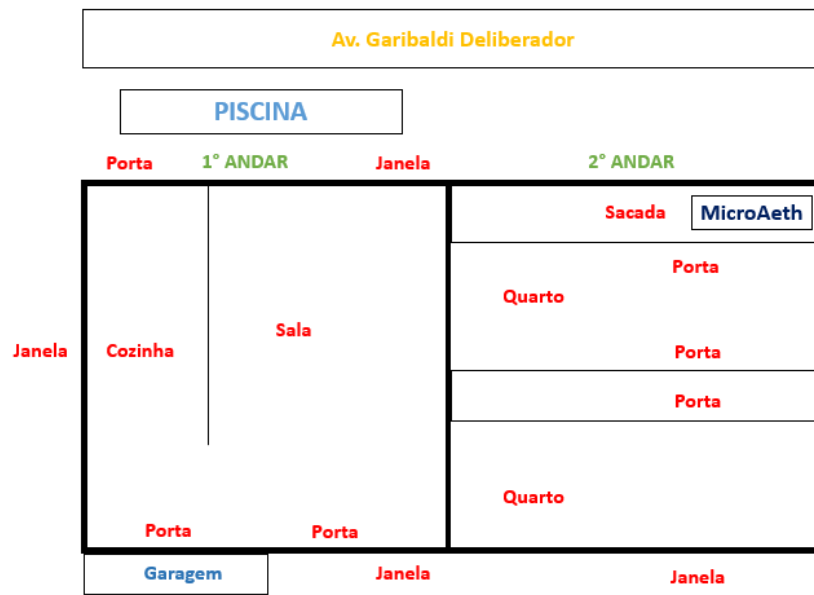 Av. Garibaldi Deliberador
PISCINA
Porta
1° ANDAR
Janela
2° ANDAR
Sacada
MicroAeth
Porta
Quarto
Sala
Janela
Cozinha
Porta
Porta
Quarto
Porta
Porta
Garagem
Janela
Janela